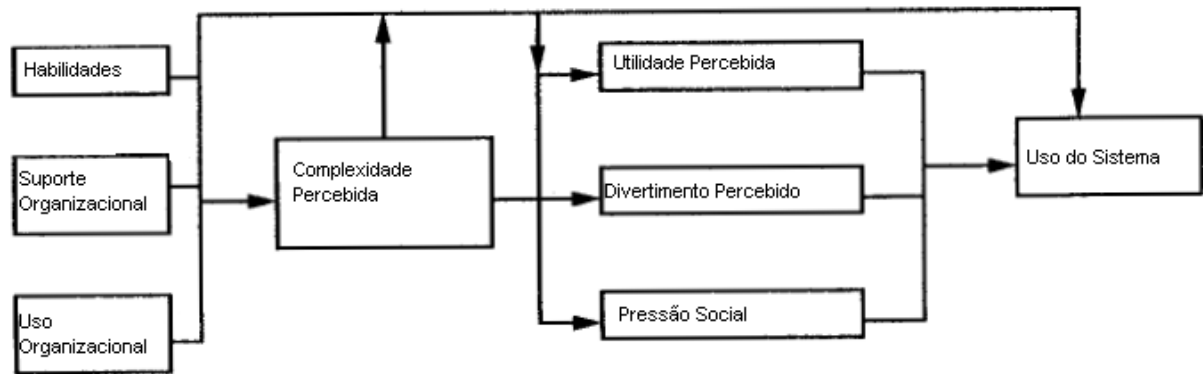 Habilidades
Suporte
Organizacional
Uso
Organizacional
Complexidade
Percebida
Utilidade Percebida
Divertimento Percebido
Pressão Social
Uso do Sistema